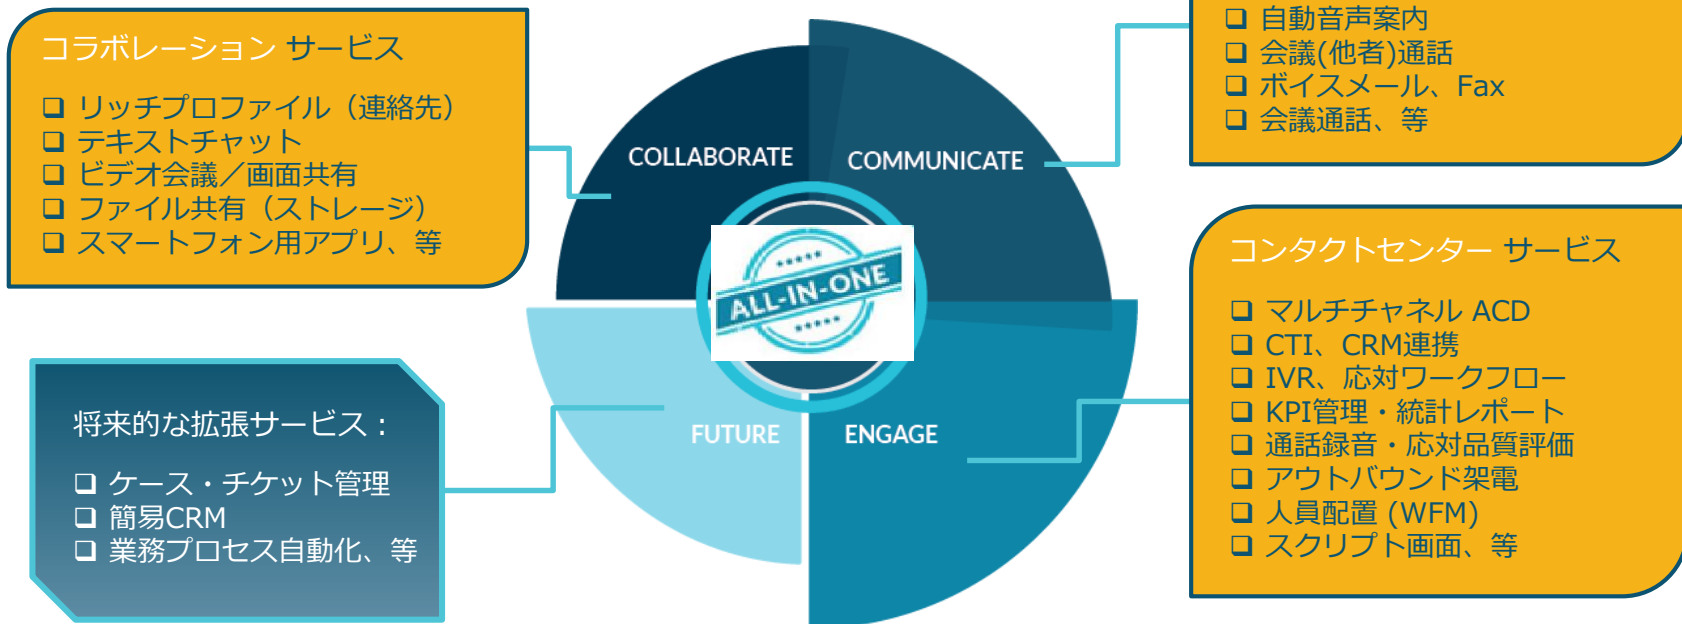 コラボレーション サービス
❑ リッチプロファイル（連絡先）
❑ テキストチャット
❑ ビデオ会議／画面共有
❑ ファイル共有（ストレージ）
❑ スマートフォン用アプリ、等
❑ 自動音声案内
❑ 会議(他者)通話
❑ ボイスメール、Fax
❑ 会議通話、等
COLLABORATE
COMMUNICATE
ALL-IN-ONE
FUTURE
ENGAGE
将来的な拡張サービス：
❑ ケース・チケット管理
❑ 簡易CRM
❑ 業務プロセス自動化、等
コンタクトセンター サービス
❑ マルチチャネル ACD
❑ CTI、CRM連携
❑ IVR、応対ワークフロー
❑ KPI管理・統計レポート
❑ 通話録音・応対品質評価
❑ アウトバウンド架電
❑ 人員配置 (WFM)
❑ スクリプト画面、等